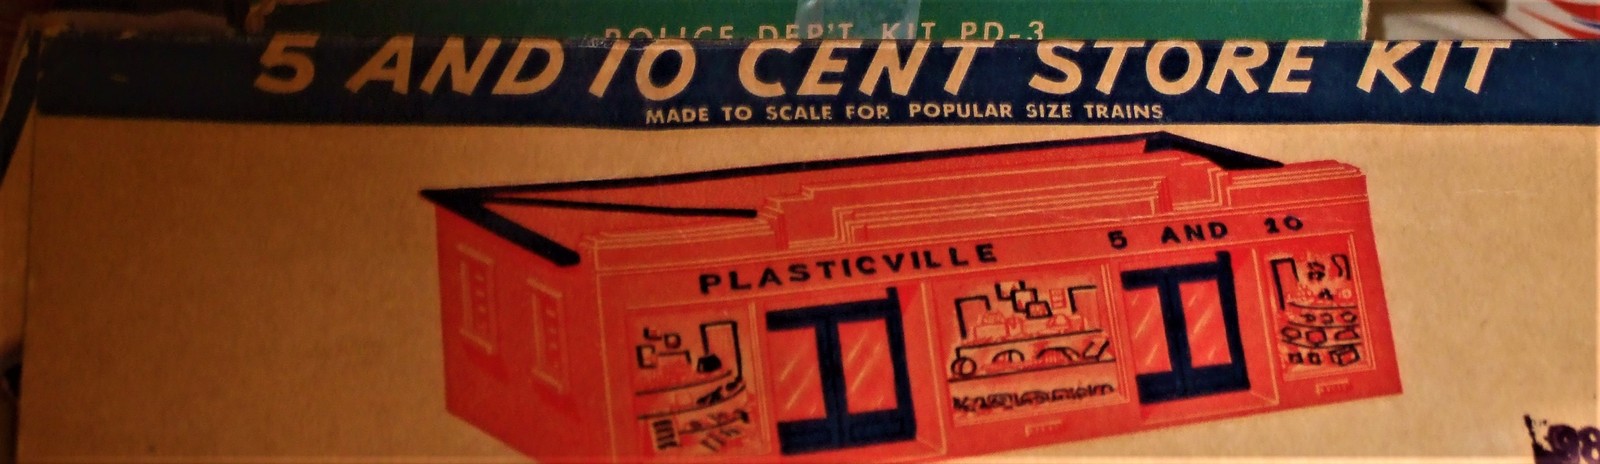 POLICE DEP'T KIT PD-3
5 AND 10 CENT STORE KIT
MADE TO SCALE FOR POPULAR SIZE TRAINS
PLASTICVILLE 5 AND 10
98